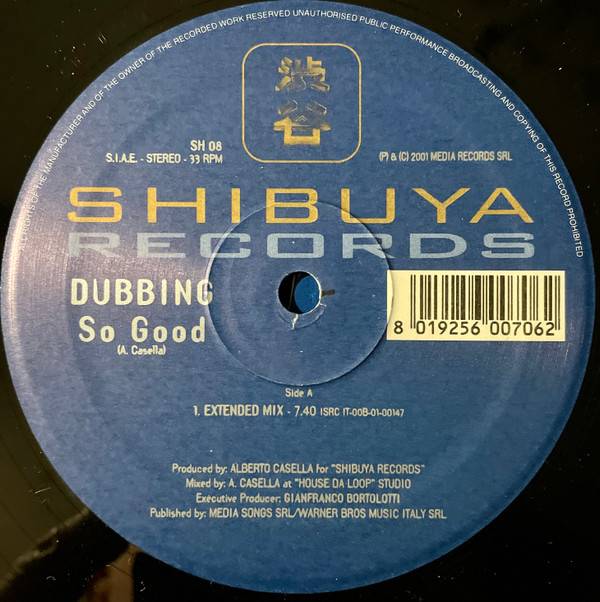 ALL RIGHTS OF THE MANUFACTURER AND OF THE OWNER OF THE RECORDED WORK RESERVED UNAUTHORISED PUBLIC PERFORMANCE BROADCASTING AND COPYING OF THIS RECORD PROHIBITED
渋
谷
SH 08
S.I.A.E. - STEREO - 33 RPM
(P) & (C) 2001 MEDIA RECORDS SRL
SHIBUYA
RECORDS
DUBBING
So Good
(A. Casella)
8 019256 007062
Side A
1. EXTENDED MIX - 7.40 ISRC IT-00B-01-00147
Produced by: ALBERTO CASELLA for "SHIBUYA RECORDS"
Mixed by: A. CASELLA at "HOUSE DA LOOP" STUDIO
Executive Producer: GIANFRANCO BORTOLOTTI
Published by: MEDIA SONGS SRL/WARNER BROS MUSIC ITALY SRL